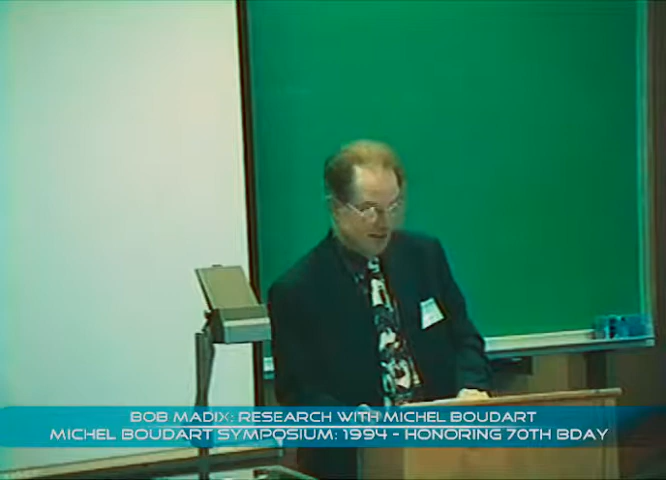 BOB MADIX: RESEARCH WITH MICHEL BOUDART
MICHEL BOUDART SYMPOSIUM: 1994 - HONORING 70TH BDAY